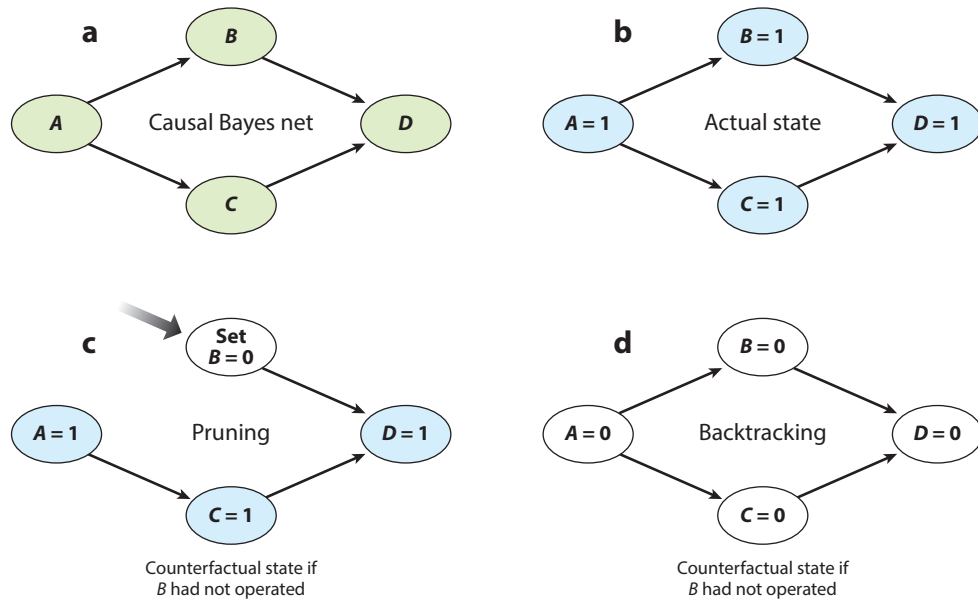 a
B
A
Causal Bayes net
D
C
b
B = 1
A = 1
Actual state
D = 1
C = 1
c
Set
B = 0
A = 1
Pruning
D = 1
C = 1
Counterfactual state if
B had not operated
d
B = 0
A = 0
Backtracking
D = 0
C = 0
Counterfactual state if
B had not operated